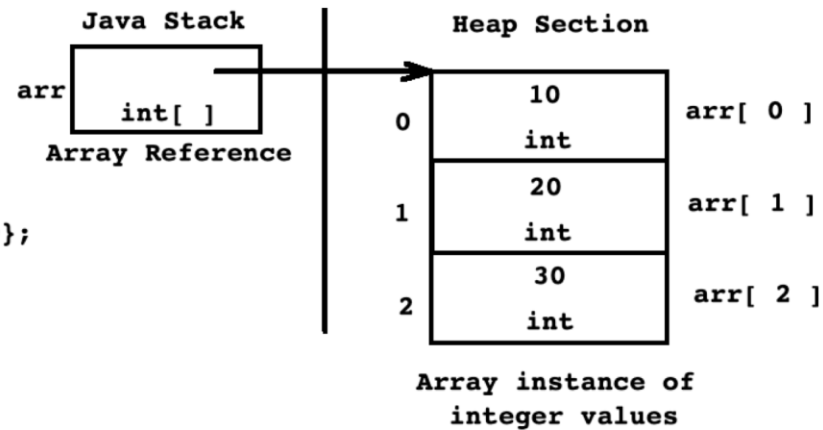 Java Stack
Heap Section
arr
int[ ]
Array Reference
};
0
10
int
arr[ 0 ]
1
20
int
arr[ 1 ]
2
30
int
arr[ 2 ]
Array instance of
integer values